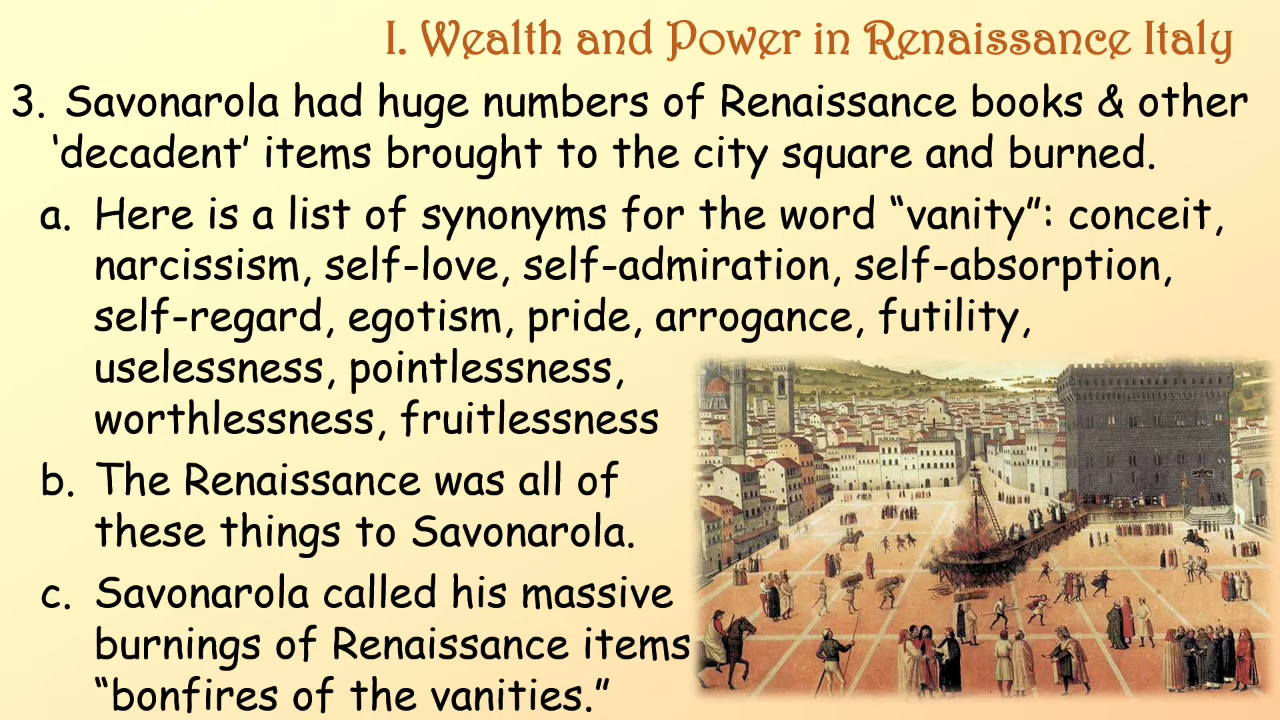 I. Wealth and Power in Renaissance Italy
3. Savonarola had huge numbers of Renaissance books & other
‘decadent’ items brought to the city square and burned.
a. Here is a list of synonyms for the word “vanity”: conceit,
narcissism, self-love, self-admiration, self-absorption,
self-regard, egotism, pride, arrogance, futility,
uselessness, pointlessness,
worthlessness, fruitlessness
b. The Renaissance was all of
these things to Savonarola.
c. Savonarola called his massive
burnings of Renaissance items
“bonfires of the vanities.”